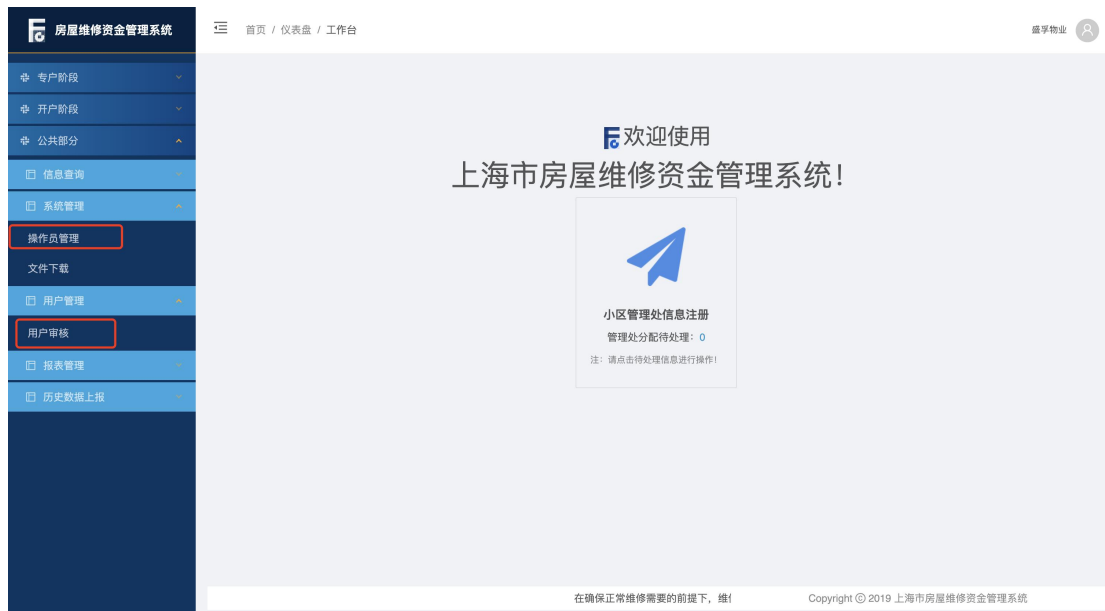 房屋维修资金管理系统
首页 / 仪表盘 / 工作台
盛孚物业
专户阶段
开户阶段
公共部分
信息查询
系统管理
操作员管理
文件下载
用户管理
用户审核
报表管理
历史数据上报
欢迎使用
上海市房屋维修资金管理系统!
小区管理处信息注册
管理处分配待处理: 0
注: 请点击待处理信息进行操作!
在确保正常维修需要的前提下, 维
Copyright © 2019 上海市房屋维修资金管理系统